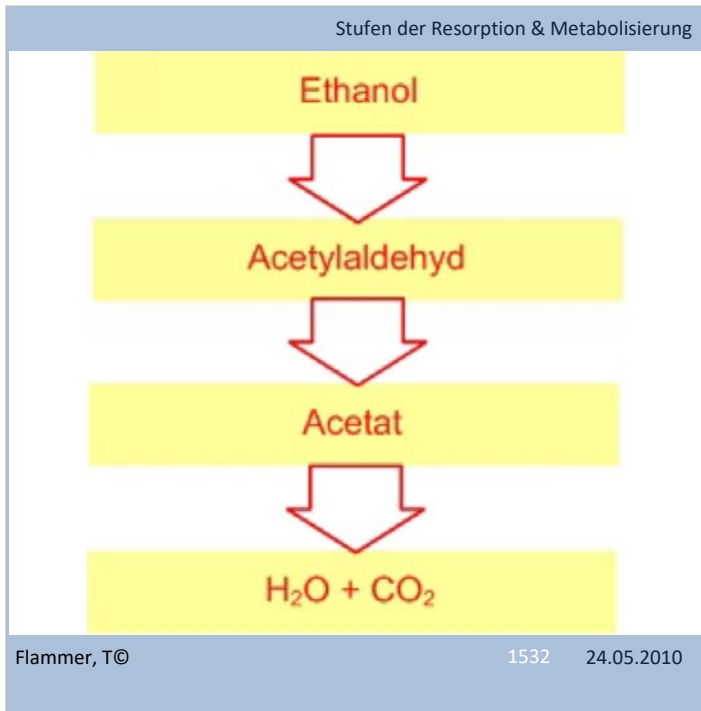 Stufen der Resorption & Metabolisierung
Ethanol
Acetylaldehyd
Acetat
H₂O + CO₂
Flammer, T© 1532 24.05.2010